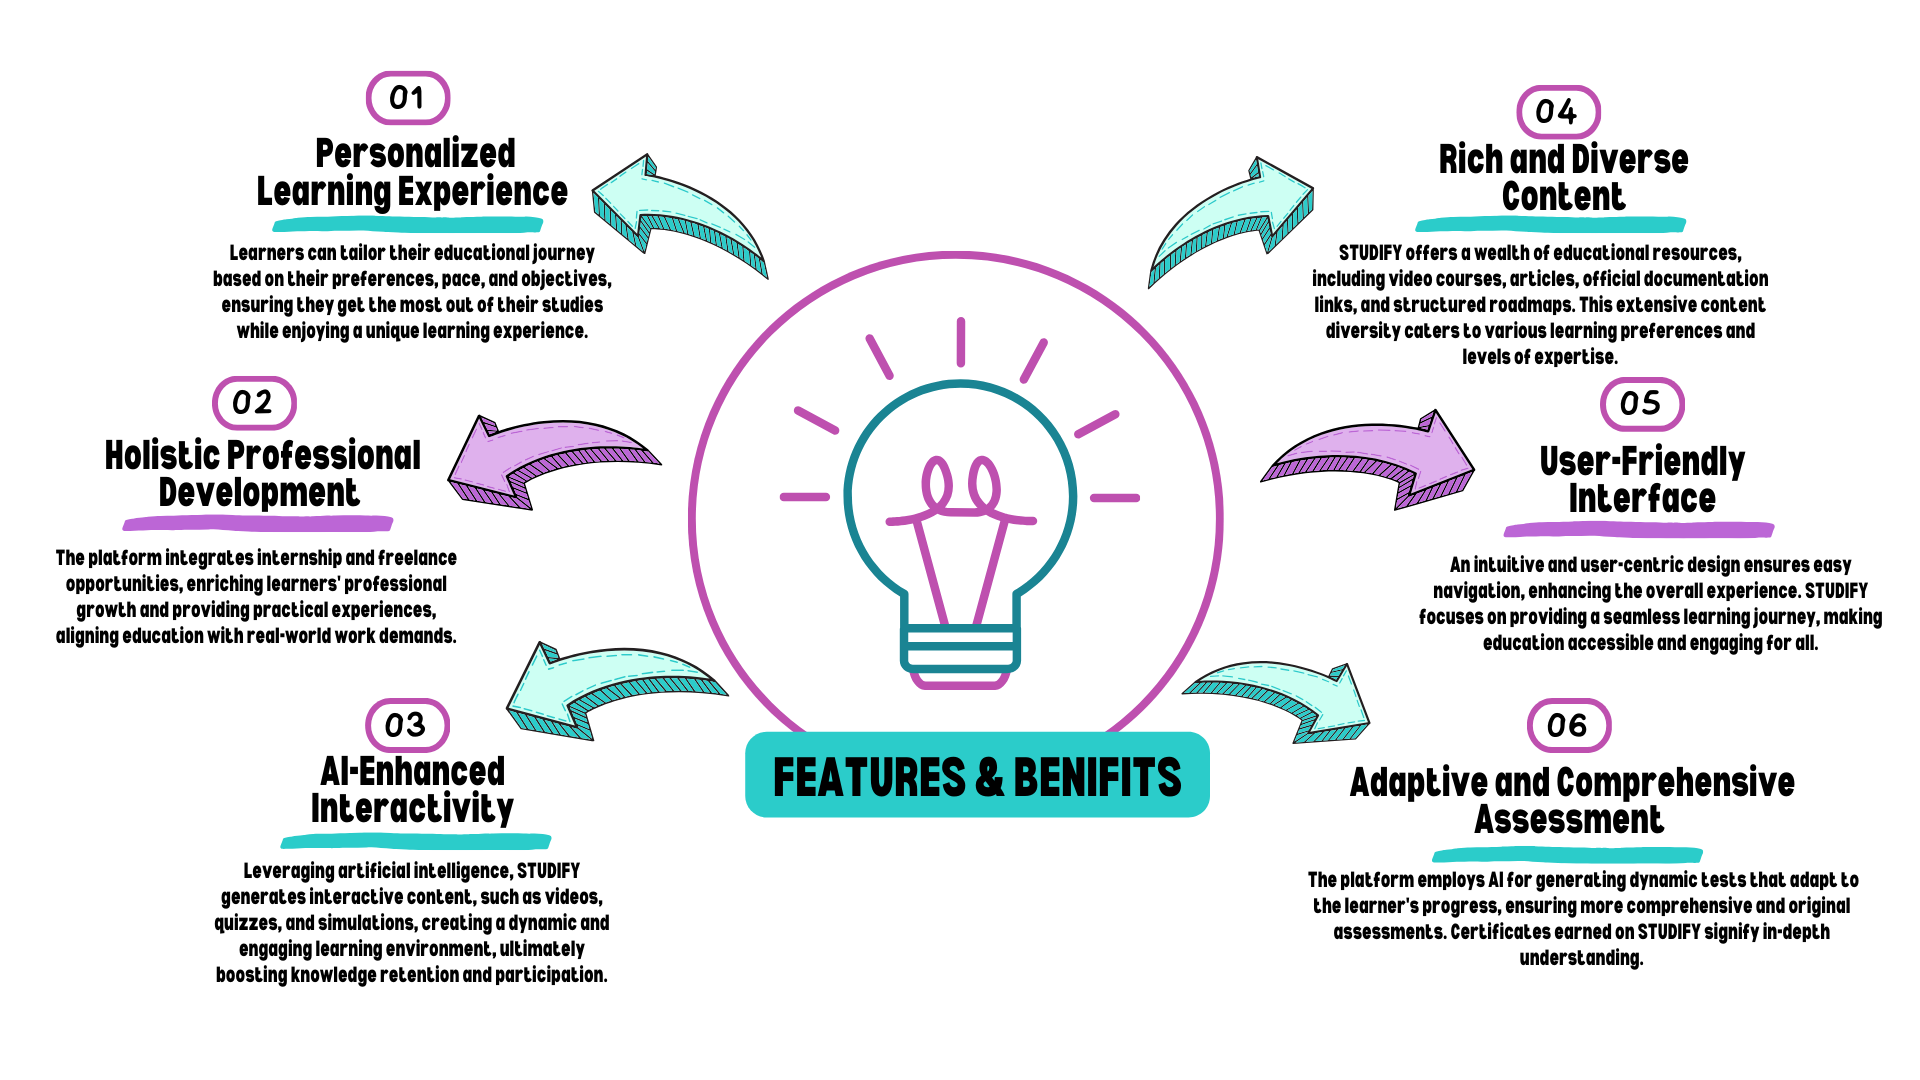 01
Personalized
Learning Experience
Learners can tailor their educational journey
based on their preferences, pace, and objectives,
ensuring they get the most out of their studies
while enjoying a unique learning experience.
02
Holistic Professional
Development
The platform integrates internship and freelance
opportunities, enriching learners' professional
growth and providing practical experiences,
aligning education with real-world work demands.
03
AI-Enhanced
Interactivity
Leveraging artificial intelligence, STUDIFY
generates interactive content, such as videos,
quizzes, and simulations, creating a dynamic and
engaging learning environment, ultimately
boosting knowledge retention and participation.
FEATURES & BENIFITS
04
Rich and Diverse
Content
STUDIFY offers a wealth of educational resources,
including video courses, articles, official documentation
links, and structured roadmaps. This extensive content
diversity caters to various learning preferences and
levels of expertise.
05
User-Friendly
Interface
An intuitive and user-centric design ensures easy
navigation, enhancing the overall experience. STUDIFY
focuses on providing a seamless learning journey, making
education accessible and engaging for all.
06
Adaptive and Comprehensive
Assessment
The platform employs AI for generating dynamic tests that adapt to
the learner's progress, ensuring more comprehensive and original
assessments. Certificates earned on STUDIFY signify in-depth
understanding.